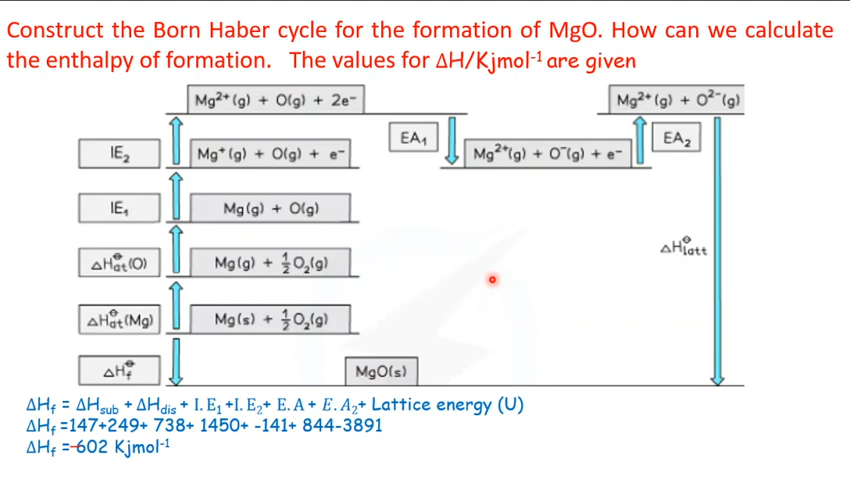 Construct the Born Haber cycle for the formation of MgO. How can we calculate
the enthalpy of formation. The values for ΔH/Kjmol⁻¹ are given
Mg²⁺(g) + O(g) + 2e⁻
Mg²⁺(g) + O²⁻(g)
IE₂
Mg⁺(g) + O(g) + e⁻
EA₁
Mg²⁺(g) + O⁻(g) + e⁻
EA₂
IE₁
Mg(g) + O(g)
ΔH⦵at(O)
Mg(g) + ½O₂(g)
ΔH⦵latt
ΔH⦵at(Mg)
Mg(s) + ½O₂(g)
ΔH⦵f
MgO(s)
ΔHf = ΔHsub + ΔHdis + I.E₁ +I.E₂+ E.A + E.A₂+ Lattice energy (U)
ΔHf =147+249+ 738+ 1450+ -141+ 844-3891
ΔHf =-602 Kjmol⁻¹